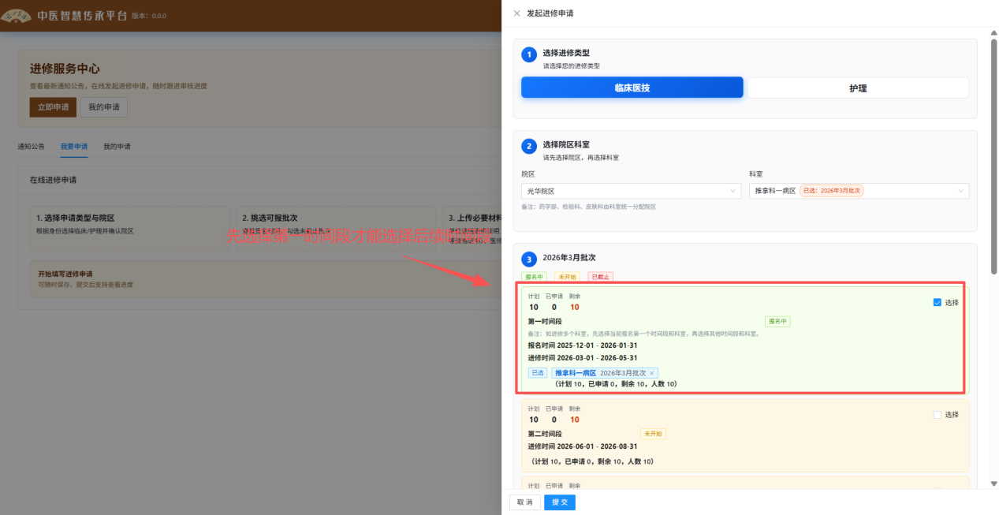 中医智慧传承平台 版本：0.0.0
进修服务中心
查看最新通知公告，在线发起进修申请，随时跟进审核进度
立即申请 我的申请
通知公告 我要申请 我的申请
在线进修申请
1. 选择申请类型与院区
根据身份选择临床/护理并确认院区
2. 挑选可报批次
3. 上传必要材料
先选择第一时间段才能选择后续时间段
开始填写进修申请
可随时保存，提交后支持查看进度
× 发起进修申请
1 选择进修类型
请选择您的进修类型
临床医技 护理
2 选择院区科室
请先选择院区，再选择科室
院区 科室
光华院区 推拿科一病区 已选：2026年3月批次
备注：药学部、检验科、皮肤科由科室统一分配院区
3 2026年3月批次
报名中 未开始 已截止
计划 已申请 剩余
10 0 10 选择
第一时间段 报名中
备注：如进修多个科室，先选择当前报名第一个时间段和科室，再选择其他时间段和科室。
报名时间 2025-12-01 - 2026-01-31
进修时间 2026-03-01 - 2026-05-31
已选 推拿科一病区 2026年3月批次 ×
（计划 10，已申请 0，剩余 10，人数 10）
计划 已申请 剩余
10 0 10 选择
第二时间段 未开始
进修时间 2026-06-01 - 2026-08-31
（计划 10，已申请 0，剩余 10，人数 10）
计划 已申请 剩余
取消 提交